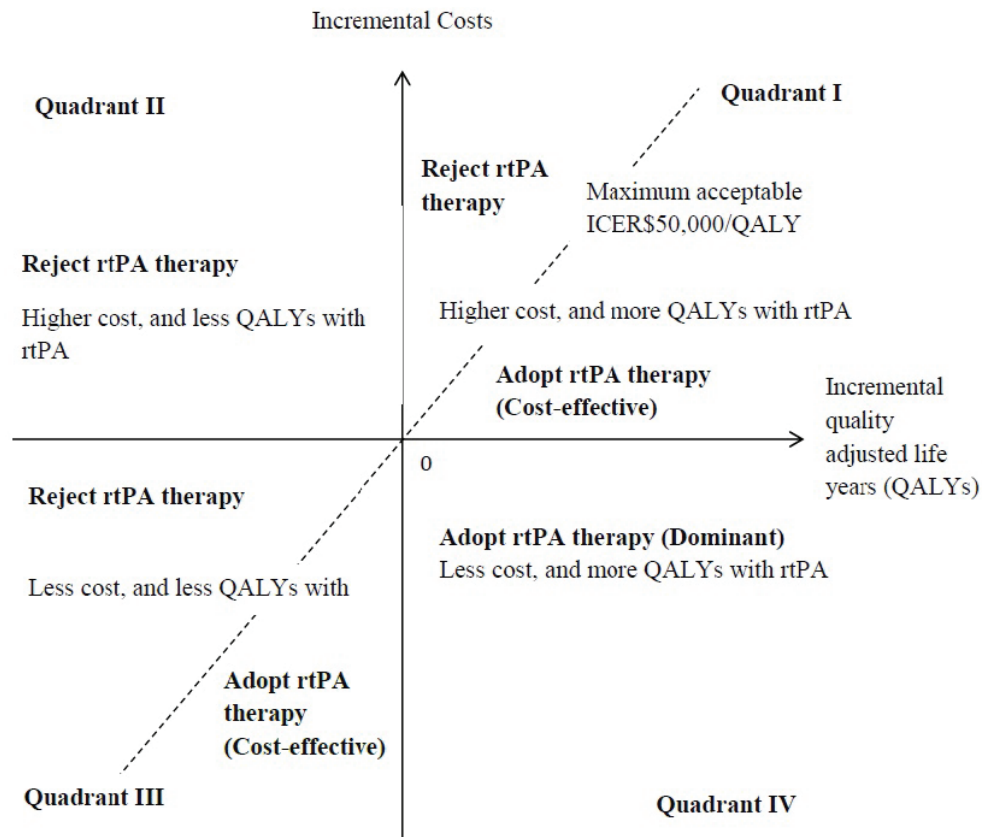 Incremental Costs
Quadrant II
Quadrant I
Reject rtPA
therapy
Maximum acceptable
ICER$50,000/QALY
Reject rtPA therapy
Higher cost, and less QALYs with
rtPA
Higher cost, and more QALYs with rtPA
Adopt rtPA therapy
(Cost-effective)
Incremental
quality
adjusted life
years (QALYs)
0
Reject rtPA therapy
Adopt rtPA therapy (Dominant)
Less cost, and more QALYs with rtPA
Less cost, and less QALYs with
Adopt rtPA
therapy
(Cost-effective)
Quadrant III
Quadrant IV